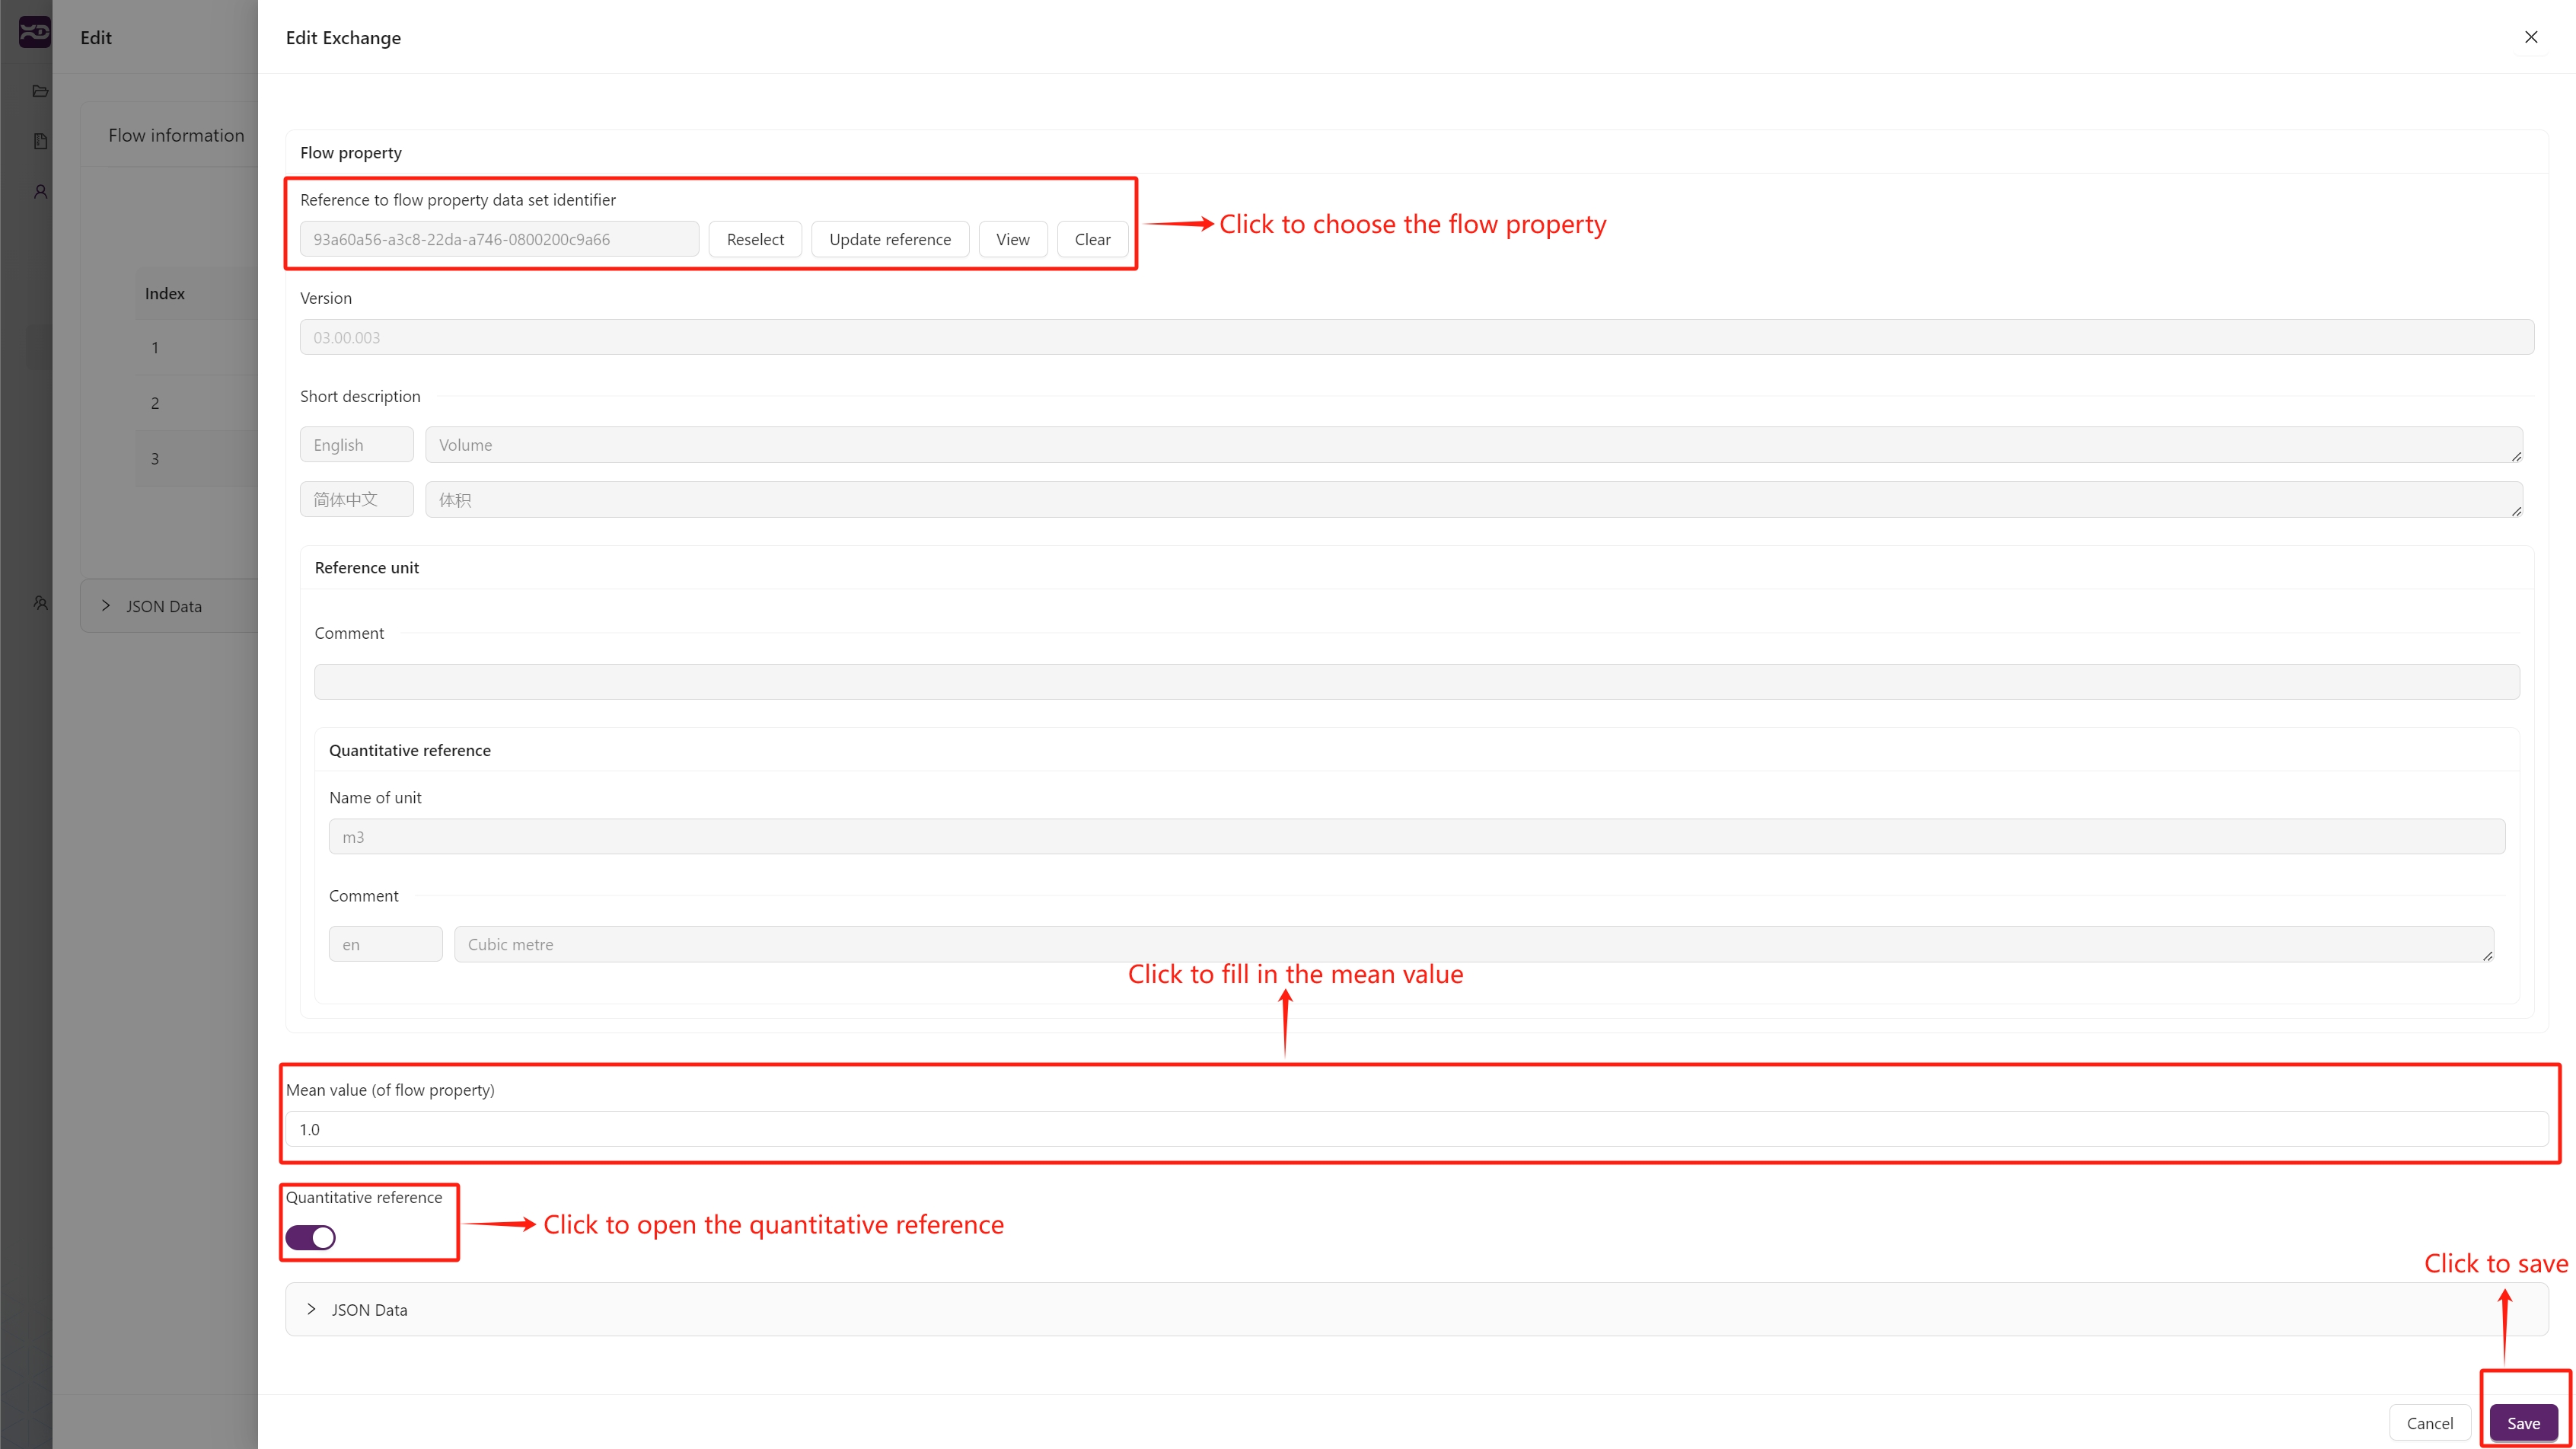 Edit
Edit Exchange
Flow information
Flow property
Reference to flow property data set identifier
93a60a56-a3c8-22da-a746-0800200c9a66
Reselect
Update reference
View
Clear
Click to choose the flow property
Index
Version
03.00.003
1
2
3
Short description
English
Volume
简体中文
体积
Reference unit
JSON Data
Comment
Quantitative reference
Name of unit
m3
Comment
en
Cubic metre
Click to fill in the mean value
Mean value (of flow property)
1.0
Quantitative reference
Click to open the quantitative reference
Click to save
JSON Data
Cancel
Save